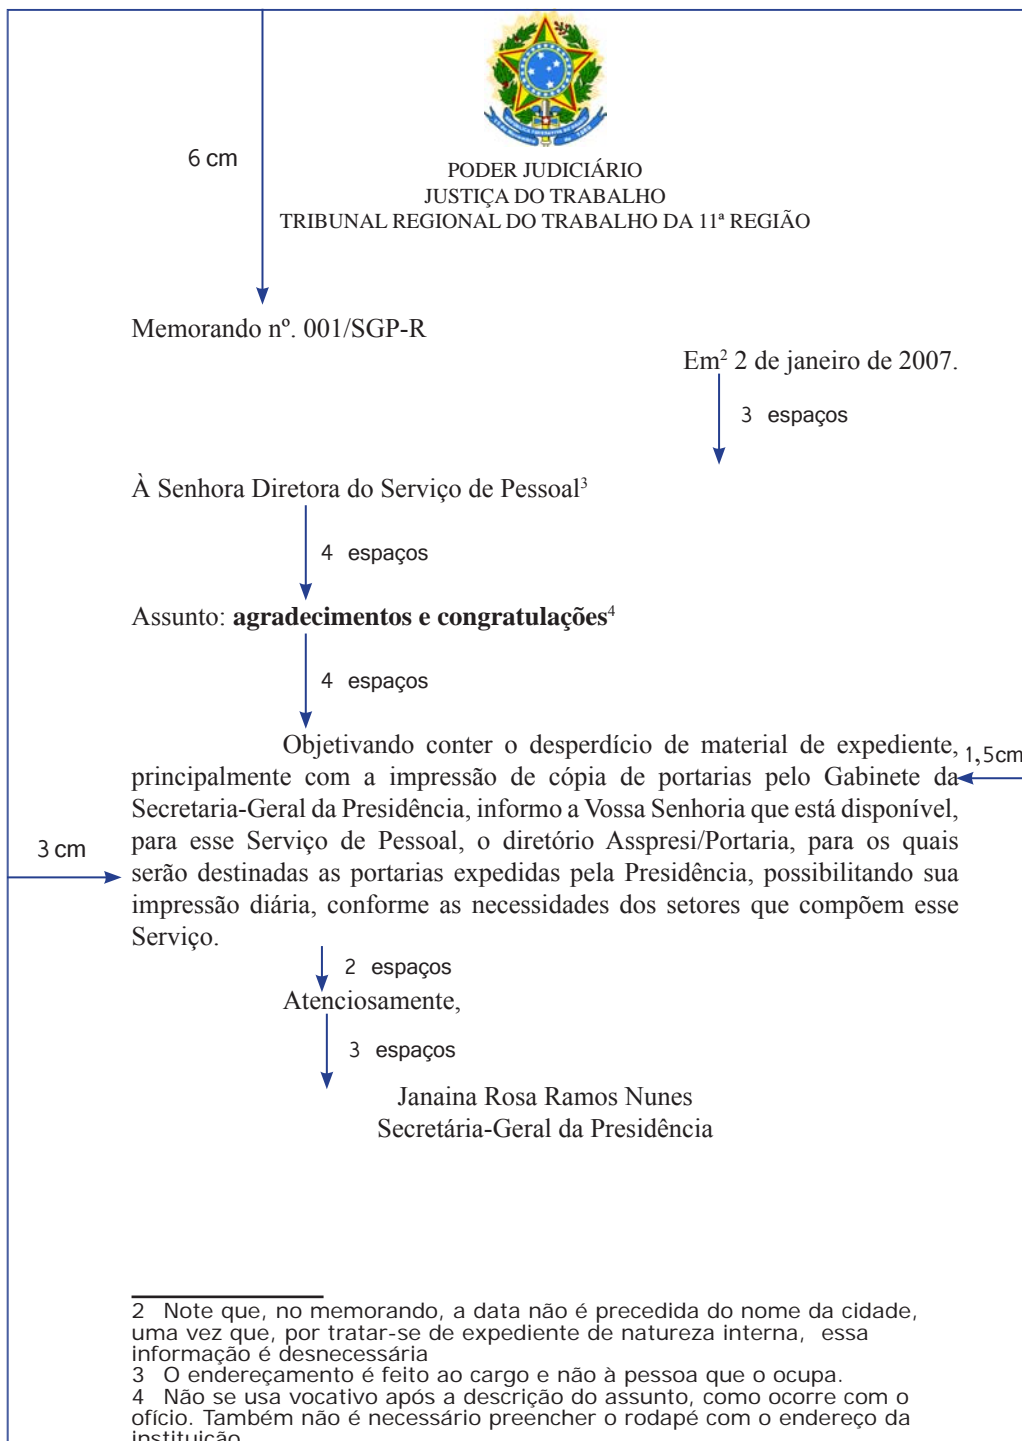 6 cm
PODER JUDICIÁRIO
JUSTIÇA DO TRABALHO
TRIBUNAL REGIONAL DO TRABALHO DA 11ª REGIÃO
Memorando nº. 001/SGP-R
Em² 2 de janeiro de 2007.
3 espaços
À Senhora Diretora do Serviço de Pessoal³
4 espaços
Assunto: agradecimentos e congratulações⁴
4 espaços
Objetivando conter o desperdício de material de expediente,
1,5cm
principalmente com a impressão de cópia de portarias pelo Gabinete da
Secretaria-Geral da Presidência, informo a Vossa Senhoria que está disponível,
para esse Serviço de Pessoal, o diretório Asspresi/Portaria, para os quais
3 cm
serão destinadas as portarias expedidas pela Presidência, possibilitando sua
impressão diária, conforme as necessidades dos setores que compõem esse
Serviço.
2 espaços
Atenciosamente,
3 espaços
Janaina Rosa Ramos Nunes
Secretária-Geral da Presidência
2 Note que, no memorando, a data não é precedida do nome da cidade,
uma vez que, por tratar-se de expediente de natureza interna, essa
informação é desnecessária
3 O endereçamento é feito ao cargo e não à pessoa que o ocupa.
4 Não se usa vocativo após a descrição do assunto, como ocorre com o
ofício. Também não é necessário preencher o rodapé com o endereço da
instituição